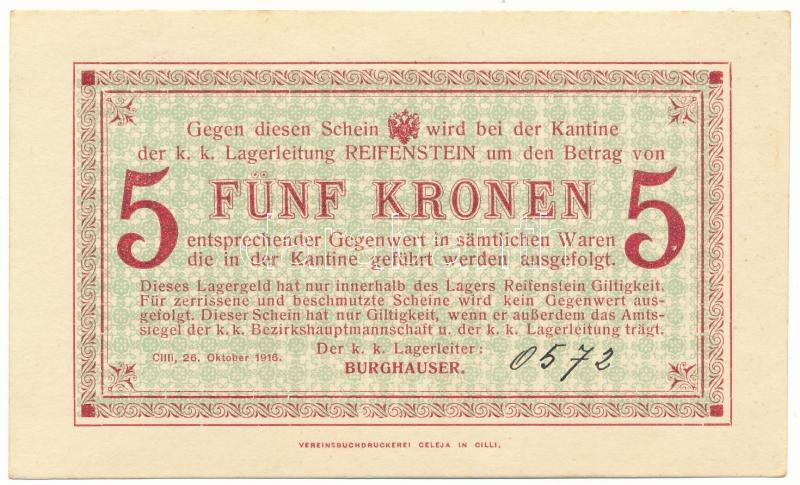 Gegen diesen Schein wird bei der Kantine
der k. k. Lagerleitung REIFENSTEIN um den Betrag von
5 FÜNF KRONEN 5
entsprechender Gegenwert in sämtlichen Waren
die in der Kantine geführt werden ausgefolgt.
Dieses Lagergeld hat nur innerhalb des Lagers Reifenstein Giltigkeit.
Für zerrissene und beschmutzte Scheine wird kein Gegenwert aus-
gefolgt. Dieser Schein hat nur Giltigkeit, wenn er außerdem das Amts-
siegel der k. k. Bezirkshauptmannschaft u. der k. k. Lagerleitung trägt.
Cilli, 26. Oktober 1916.
Der k. k. Lagerleiter:
BURGHAUSER.
0572
VEREINSBUCHDRUCKEREI CELEJA IN CILLI.